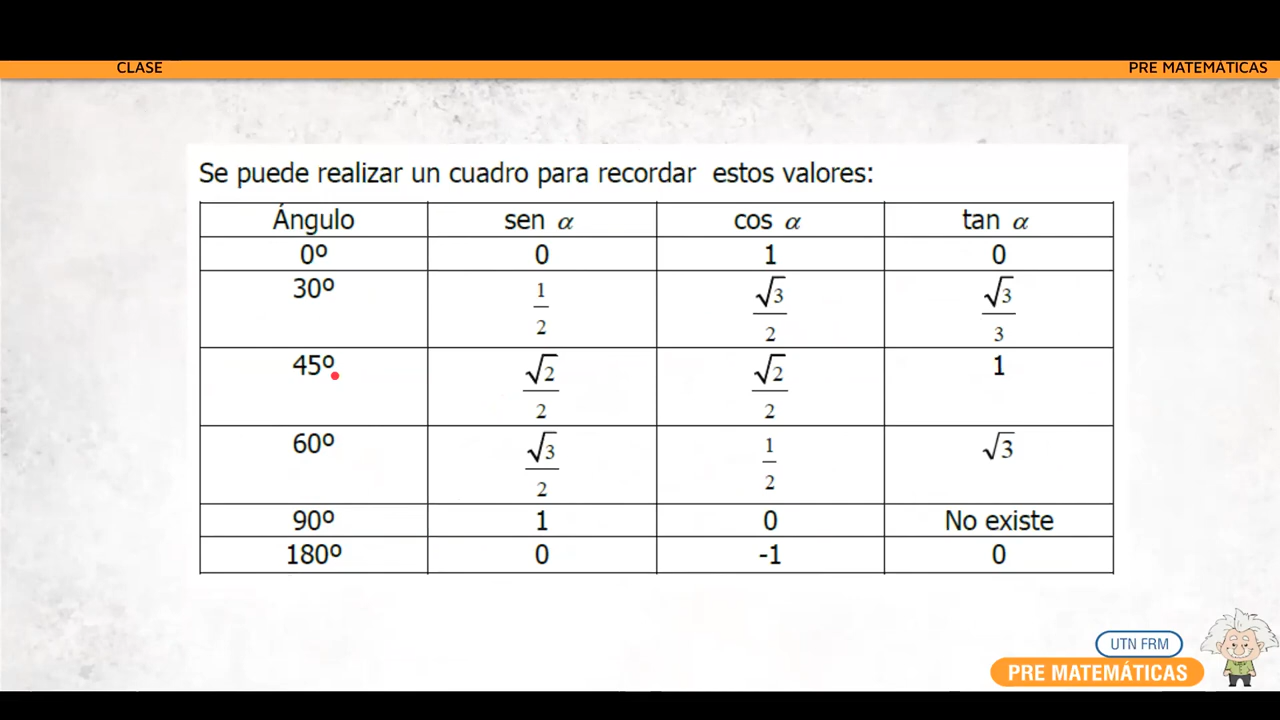 CLASE
PRE MATEMÁTICAS
Se puede realizar un cuadro para recordar estos valores:
Ángulo sen α cos α tan α
0º 0 1 0
30º 1/2 √3/2 √3/3
45º √2/2 √2/2 1
60º √3/2 1/2 √3
90º 1 0 No existe
180º 0 -1 0
UTN FRM
PRE MATEMÁTICAS